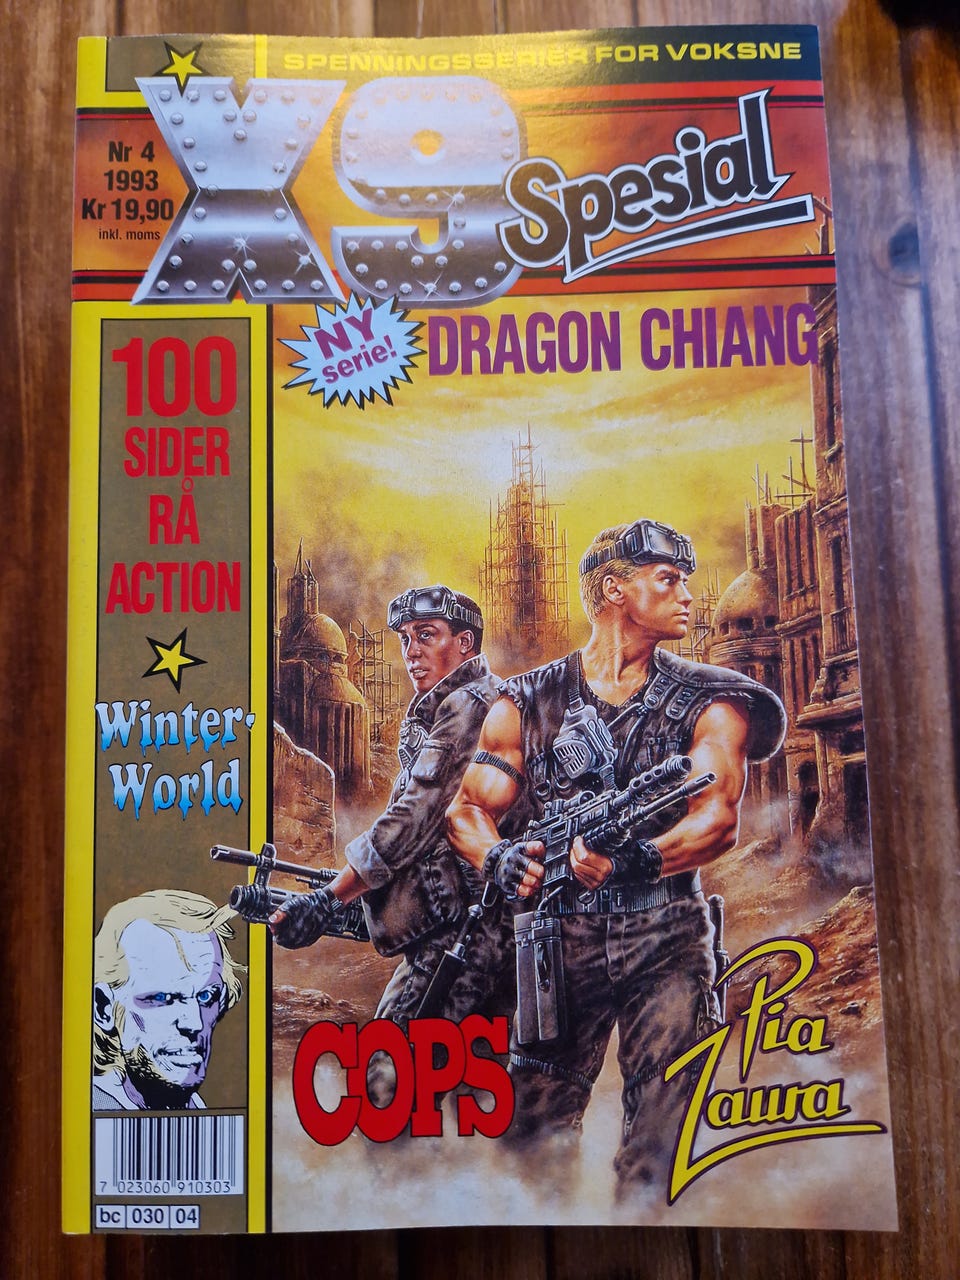 SPENNINGSSERIER FOR VOKSNE
X9
Spesial
Nr 4
1993
Kr 19,90
inkl. moms
NY
serie!
DRAGON CHIANG
100
SIDER
RÅ
ACTION
Winter-
World
COPS
Pia
Zaura
7 023060 910303
bc 030 04